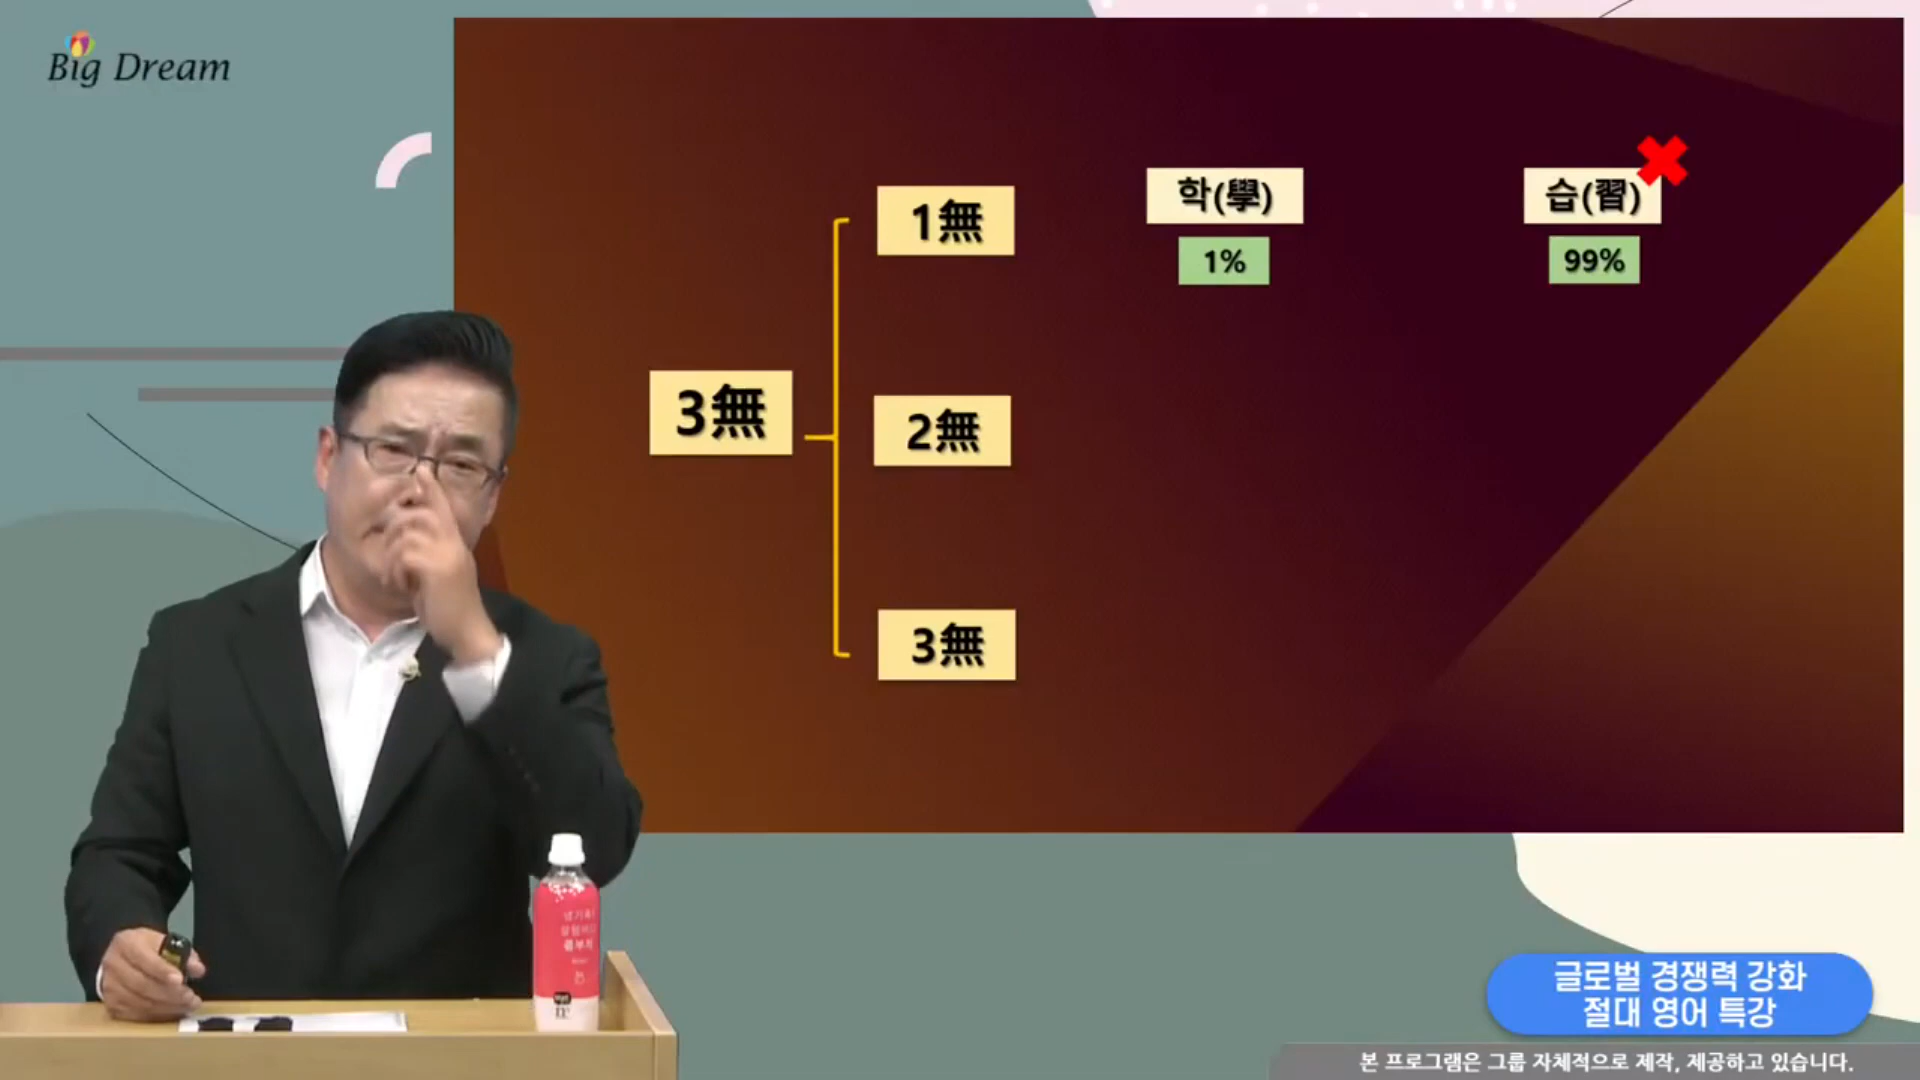 Big Dream
1無
학(學)
습(習)
1%
99%
3無
2無
3無
글로벌 경쟁력 강화
절대 영어 특강
본 프로그램은 그룹 자체적으로 제작, 제공하고 있습니다.